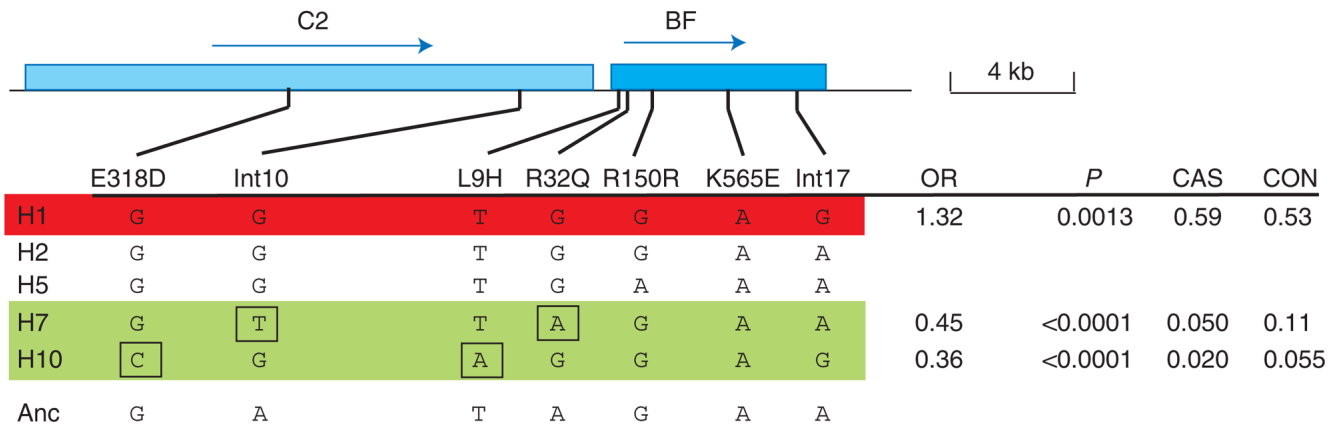 C2 BF
4 kb
E318D Int10 L9H R32Q R150R K565E Int17 OR P CAS CON
H1 G G T G G A G 1.32 0.0013 0.59 0.53
H2 G G T G G A A
H5 G G T G A A A
H7 G T T A G A A 0.45 <0.0001 0.050 0.11
H10 C G A G G A G 0.36 <0.0001 0.020 0.055
Anc G A T A G A A